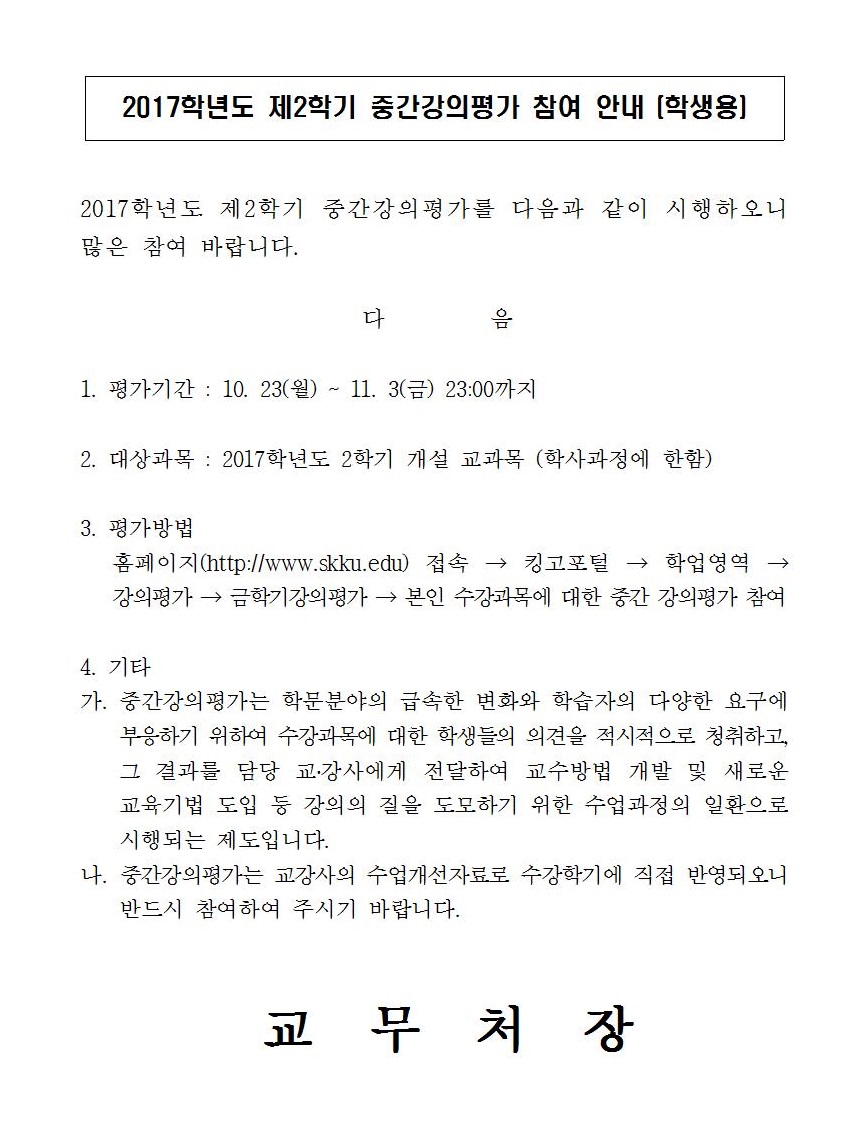 2017학년도 제2학기 중간강의평가 참여 안내 [학생용]
2017학년도 제2학기 중간강의평가를 다음과 같이 시행하오니
많은 참여 바랍니다.
다 음
1. 평가기간 : 10. 23(월) ~ 11. 3(금) 23:00까지
2. 대상과목 : 2017학년도 2학기 개설 교과목 (학사과정에 한함)
3. 평가방법
홈페이지(http://www.skku.edu) 접속 → 킹고포털 → 학업영역 →
강의평가 → 금학기강의평가 → 본인 수강과목에 대한 중간 강의평가 참여
4. 기타
가. 중간강의평가는 학문분야의 급속한 변화와 학습자의 다양한 요구에
부응하기 위하여 수강과목에 대한 학생들의 의견을 적시적으로 청취하고,
그 결과를 담당 교·강사에게 전달하여 교수방법 개발 및 새로운
교육기법 도입 등 강의의 질을 도모하기 위한 수업과정의 일환으로
시행되는 제도입니다.
나. 중간강의평가는 교강사의 수업개선자료로 수강학기에 직접 반영되오니
반드시 참여하여 주시기 바랍니다.
교 무 처 장